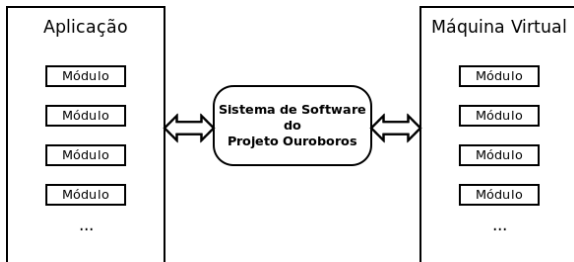 Aplicação
Módulo
Módulo
Módulo
Módulo
...
Sistema de Software
do
Projeto Ouroboros
Máquina Virtual
Módulo
Módulo
Módulo
Módulo
...